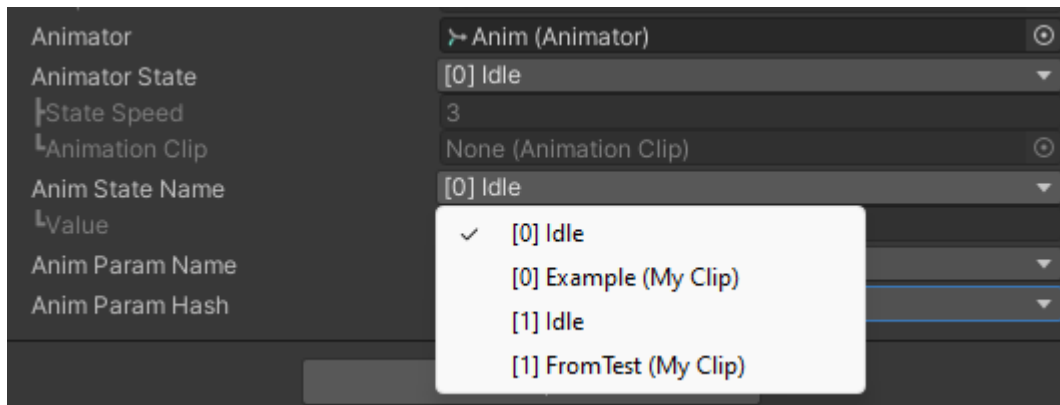 Animator
Anim (Animator)
Animator State
[0] Idle
State Speed
3
Animation Clip
None (Animation Clip)
Anim State Name
[0] Idle
Value
[0] Idle
[0] Example (My Clip)
[1] Idle
[1] FromTest (My Clip)
Anim Param Name
Anim Param Hash